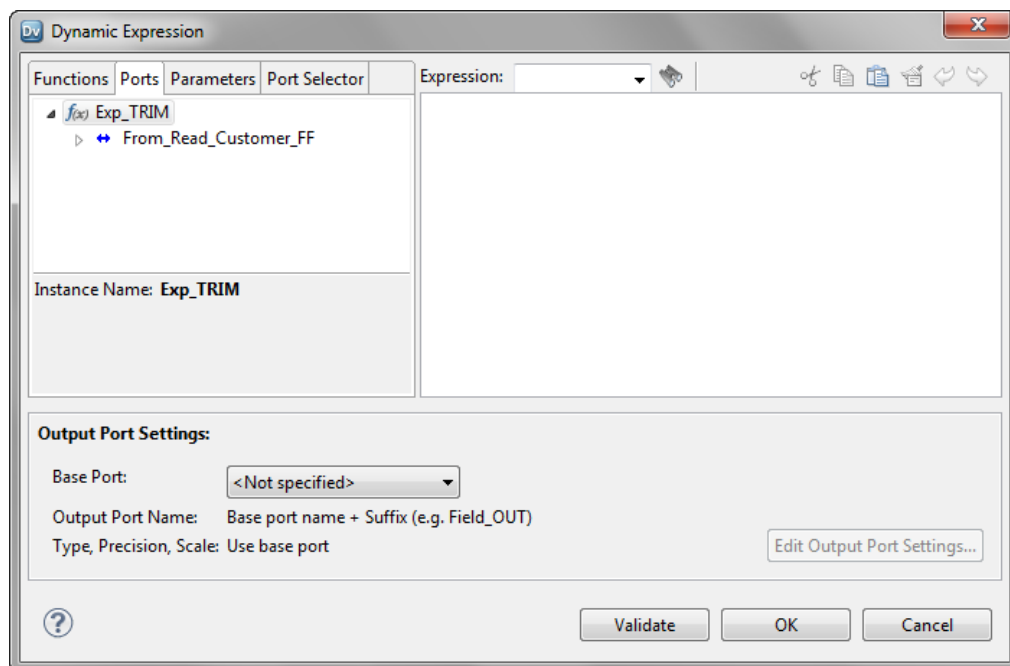 Dv Dynamic Expression
Functions Ports Parameters Port Selector
Expression:
f(x) Exp_TRIM
From_Read_Customer_FF
Instance Name: Exp_TRIM
Output Port Settings:
Base Port: <Not specified>
Output Port Name: Base port name + Suffix (e.g. Field_OUT)
Type, Precision, Scale: Use base port
Edit Output Port Settings...
? Validate OK Cancel